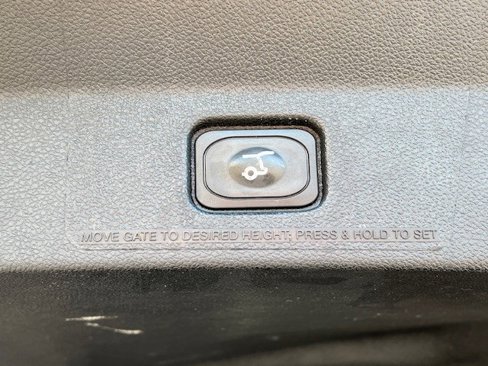 MOVE GATE TO DESIRED HEIGHT; PRESS & HOLD TO SET